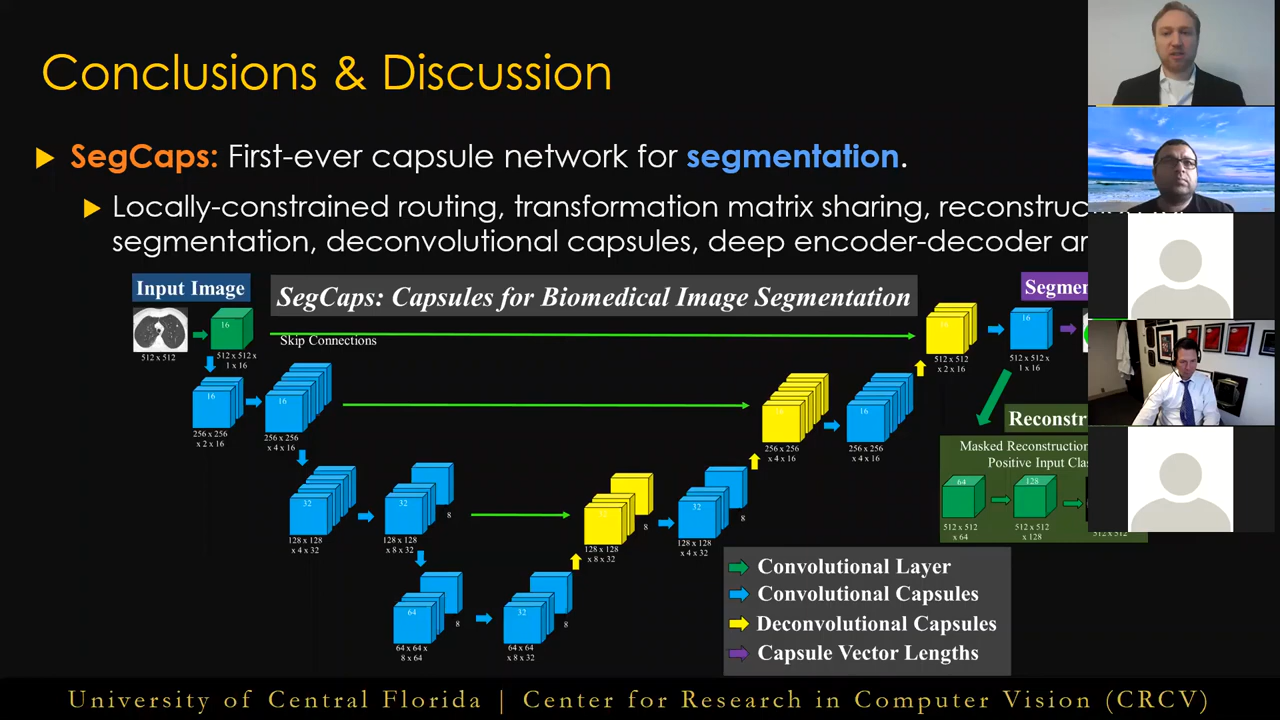 Conclusions & Discussion
SegCaps: First-ever capsule network for segmentation.
Locally-constrained routing, transformation matrix sharing,
segmentation, deconvolutional capsules, deep encoder-decoder
Input Image
SegCaps: Capsules for Biomedical Image Segmentation
Skip Connections
16
512 x 512
512 x 512 x
1 x 16
16
512 x 512
x 2 x 16
16
512 x 512 x
1 x 16
16
256 x 256
x 2 x 16
16
256 x 256
x 4 x 16
16
256 x 256
x 4 x 16
16
256 x 256
x 4 x 16
Masked Reconstruction
Positive Input
64
512 x 512
x 64
128
512 x 512
x 128
512 x 512
32
128 x 128
x 4 x 32
32
8
128 x 128
x 8 x 32
32
8
128 x 128
x 8 x 32
32
8
128 x 128
x 4 x 32
64
8
64 x 64 x
8 x 64
32
8
64 x 64
x 8 x 32
Convolutional Layer
Convolutional Capsules
Deconvolutional Capsules
Capsule Vector Lengths
University of Central Florida | Center for Research in Computer Vision (CRCV)